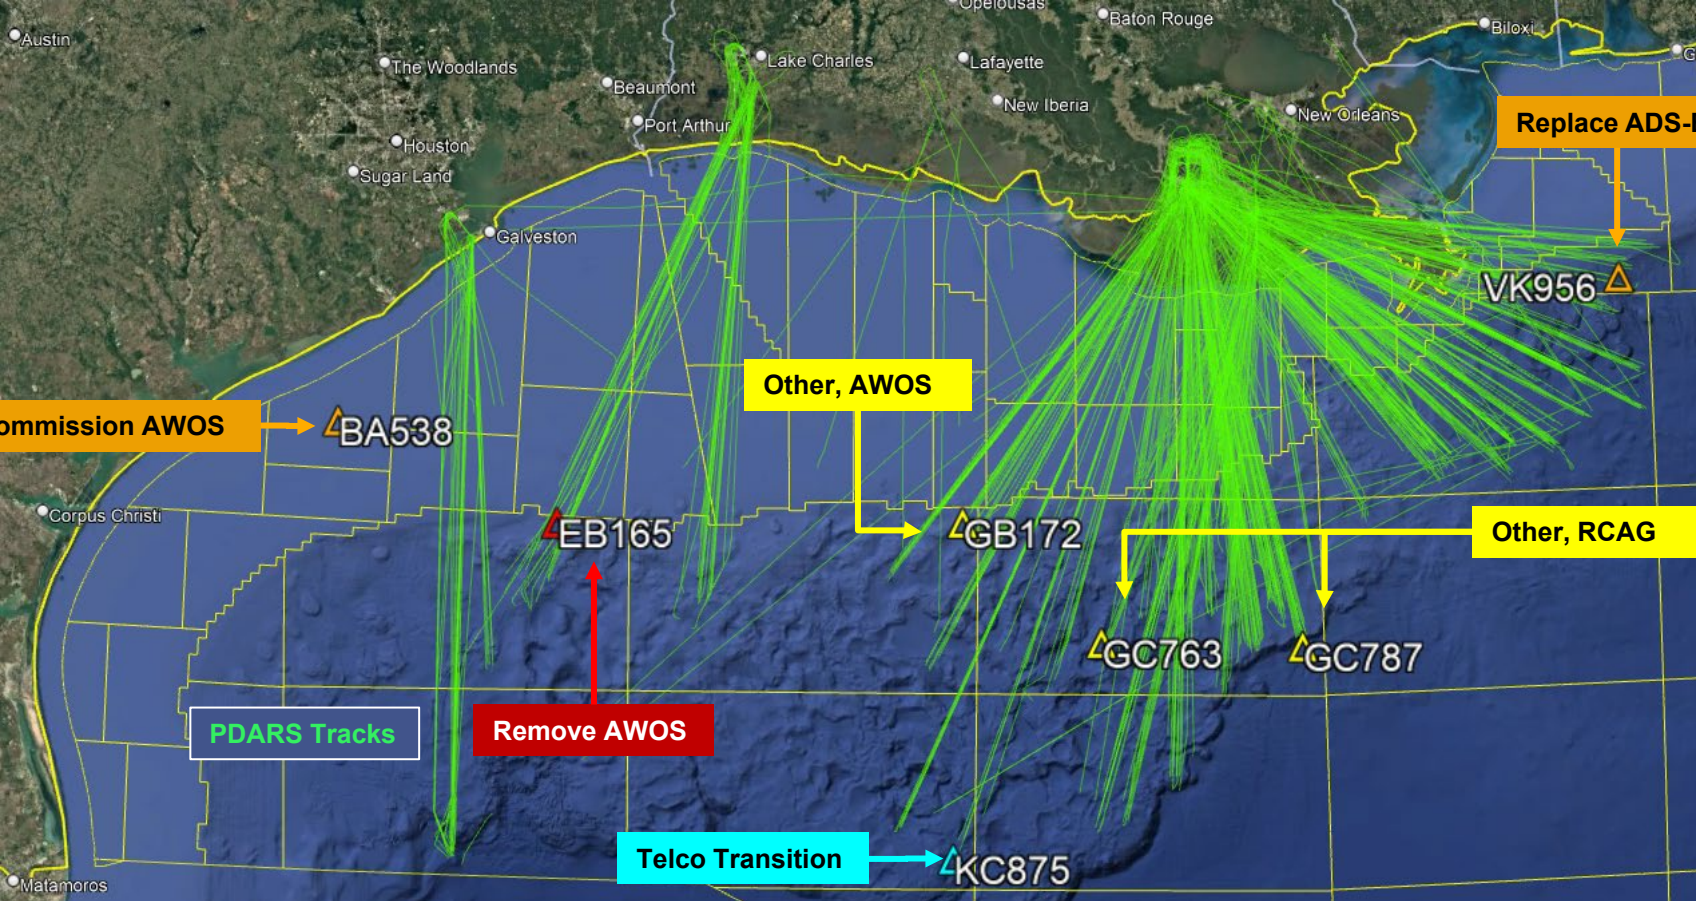 Opelousas
Baton Rouge
Biloxi
Austin
The Woodlands
Lake Charles
Lafayette
Beaumont
New Iberia
New Orleans
Port Arthur
Replace ADS-
Houston
Sugar Land
Galveston
VK956
Other, AWOS
ommission AWOS
BA538
Corpus Christi
EB165
GB172
Other, RCAG
GC763
GC787
PDARS Tracks
Remove AWOS
Telco Transition
KC875
Matamoros